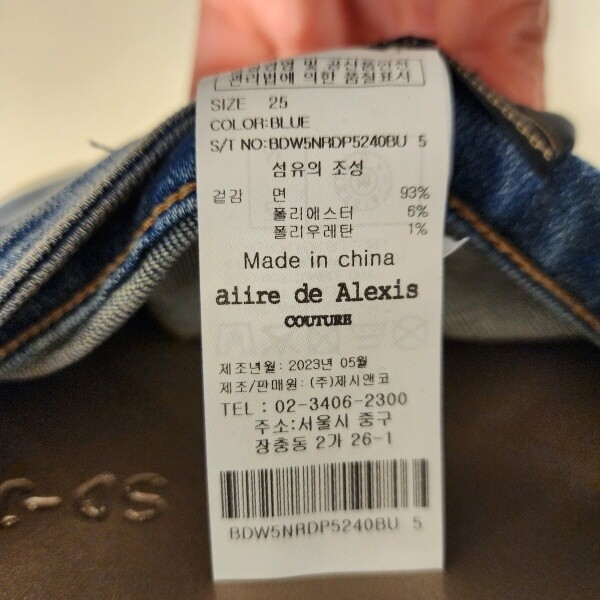 관리법에 의한 품질표시
SIZE 25
COLOR:BLUE
S/T NO:BDW5NRDP5240BU 5
섬유의 조성
겉감 면 93%
폴리에스터 6%
폴리우레탄 1%
Made in china
aiire de Alexis
COUTURE
제조년월: 2023년 05월
제조/판매원: (주)제시앤코
TEL : 02-3406-2300
주소:서울시 중구
장충동 2가 26-1
BDW5NRDP5240BU 5
C-CS